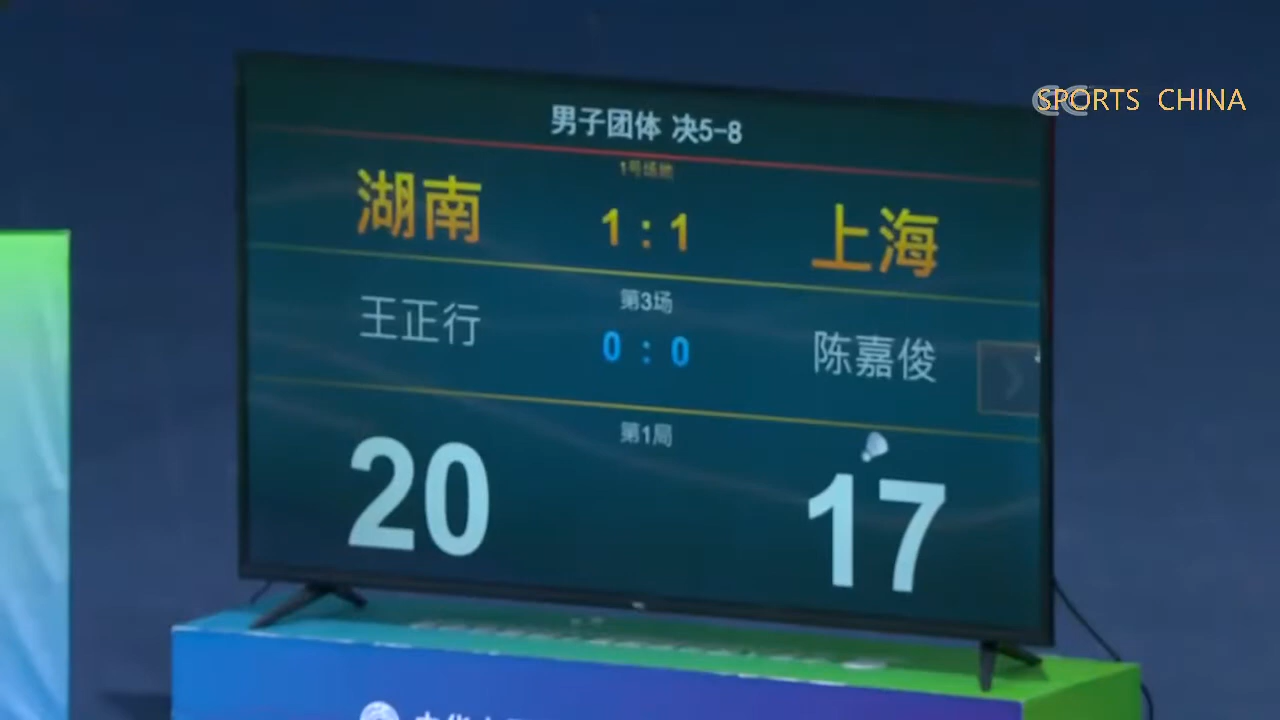 SPORTS CHINA
男子团体 决5-8
1号场地
湖南 1 : 1 上海
第3场
王正行 0 : 0 陈嘉俊
第1局
20 17